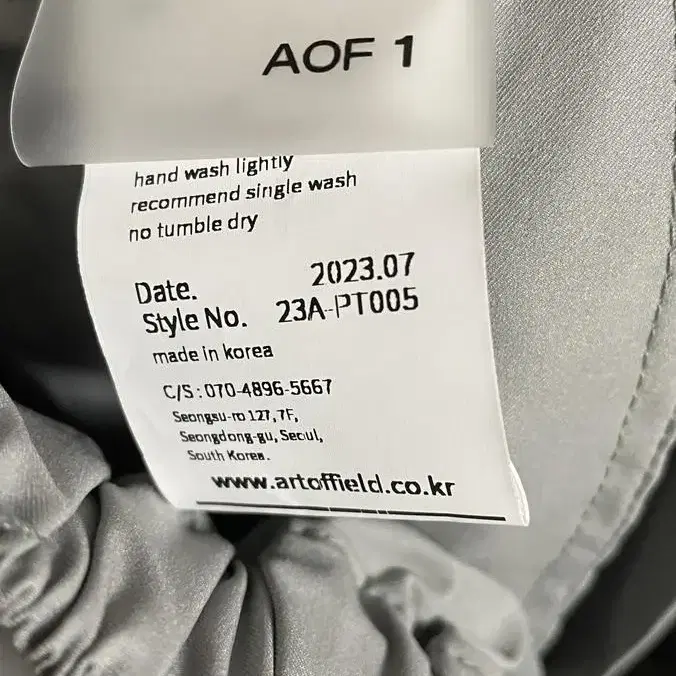 AOF 1
hand wash lightly
recommend single wash
no tumble dry
Date. 2023.07
Style No. 23A-PT005
made in korea
C/S : 070-4896-5667
Seongsu-ro 127, 7F,
Seongdong-gu, Seoul,
South Korea.
www.artoffield.co.kr